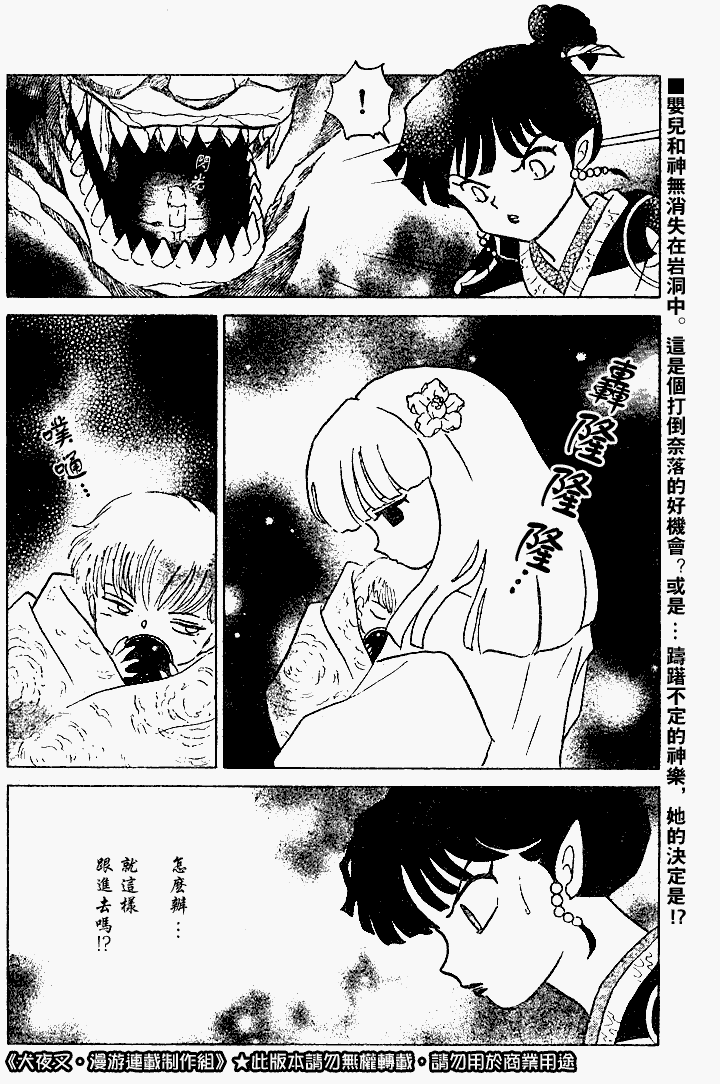 ■嬰兒和神無消失在岩洞中。這是個打倒奈落的好機會?或是…躊躇不定的神樂,她的決定是!?
!
閃光
轟隆隆隆…
噗通…
怎麼辦…
就這樣
跟進去嗎!?
《犬夜叉·漫游連載制作組》★此版本請勿無權轉載·請勿用於商業用途